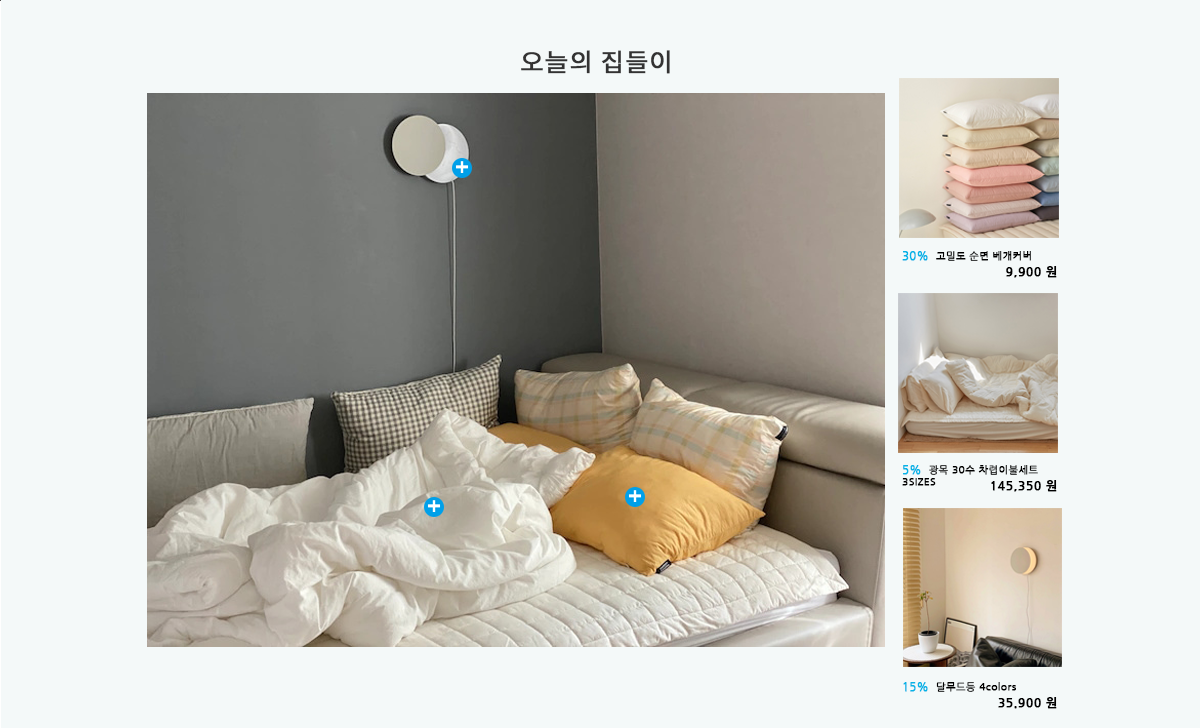 오늘의 집들이
30% 고밀도 순면 베개커버
9,900 원
5% 광목 30수 차렵이불세트
3SIZES 145,350 원
15% 달무드등 4colors
35,900 원